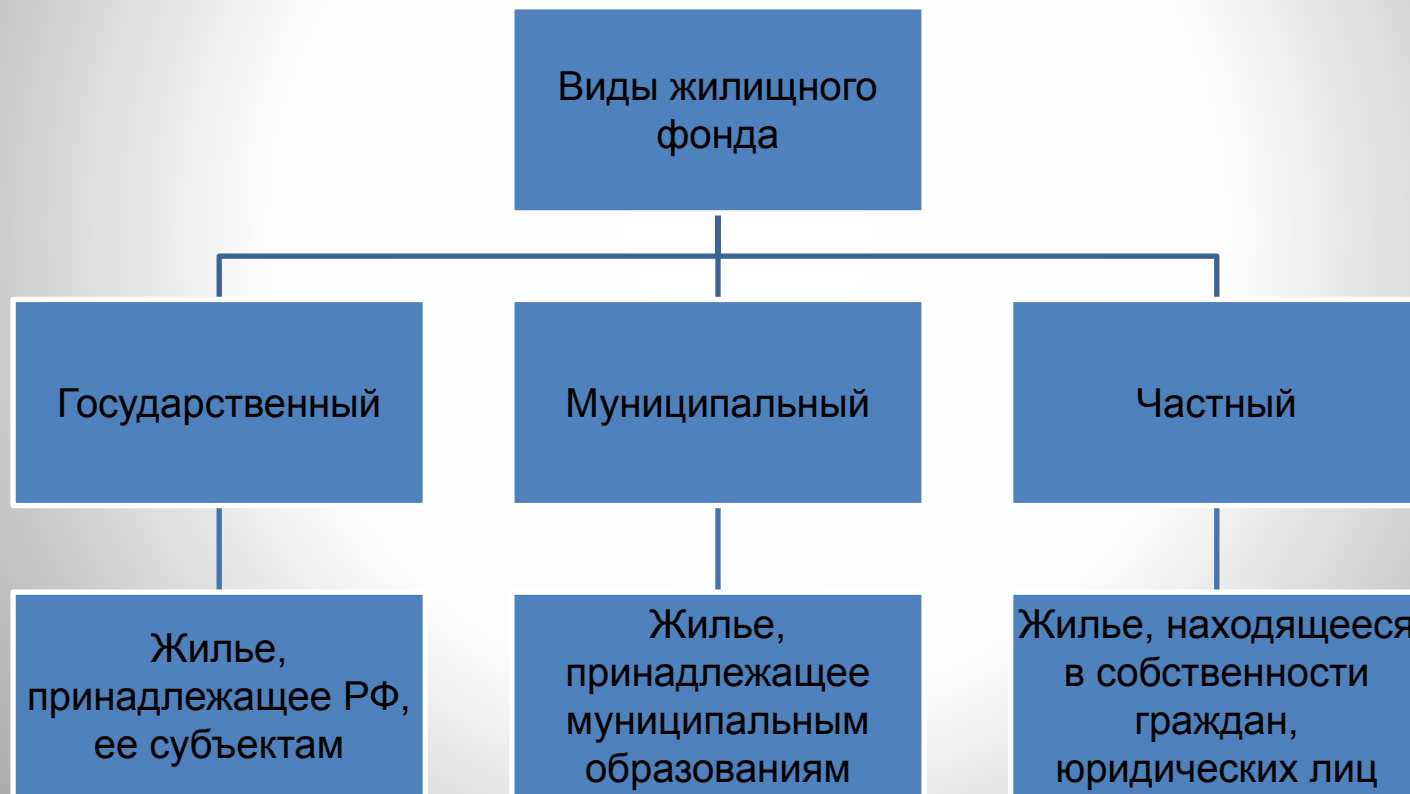 Виды жилищного
фонда
Государственный
Муниципальный
Частный
Жилье,
принадлежащее РФ,
ее субъектам
Жилье,
принадлежащее
муниципальным
образованиям
Жилье, находящееся
в собственности
граждан,
юридических лиц